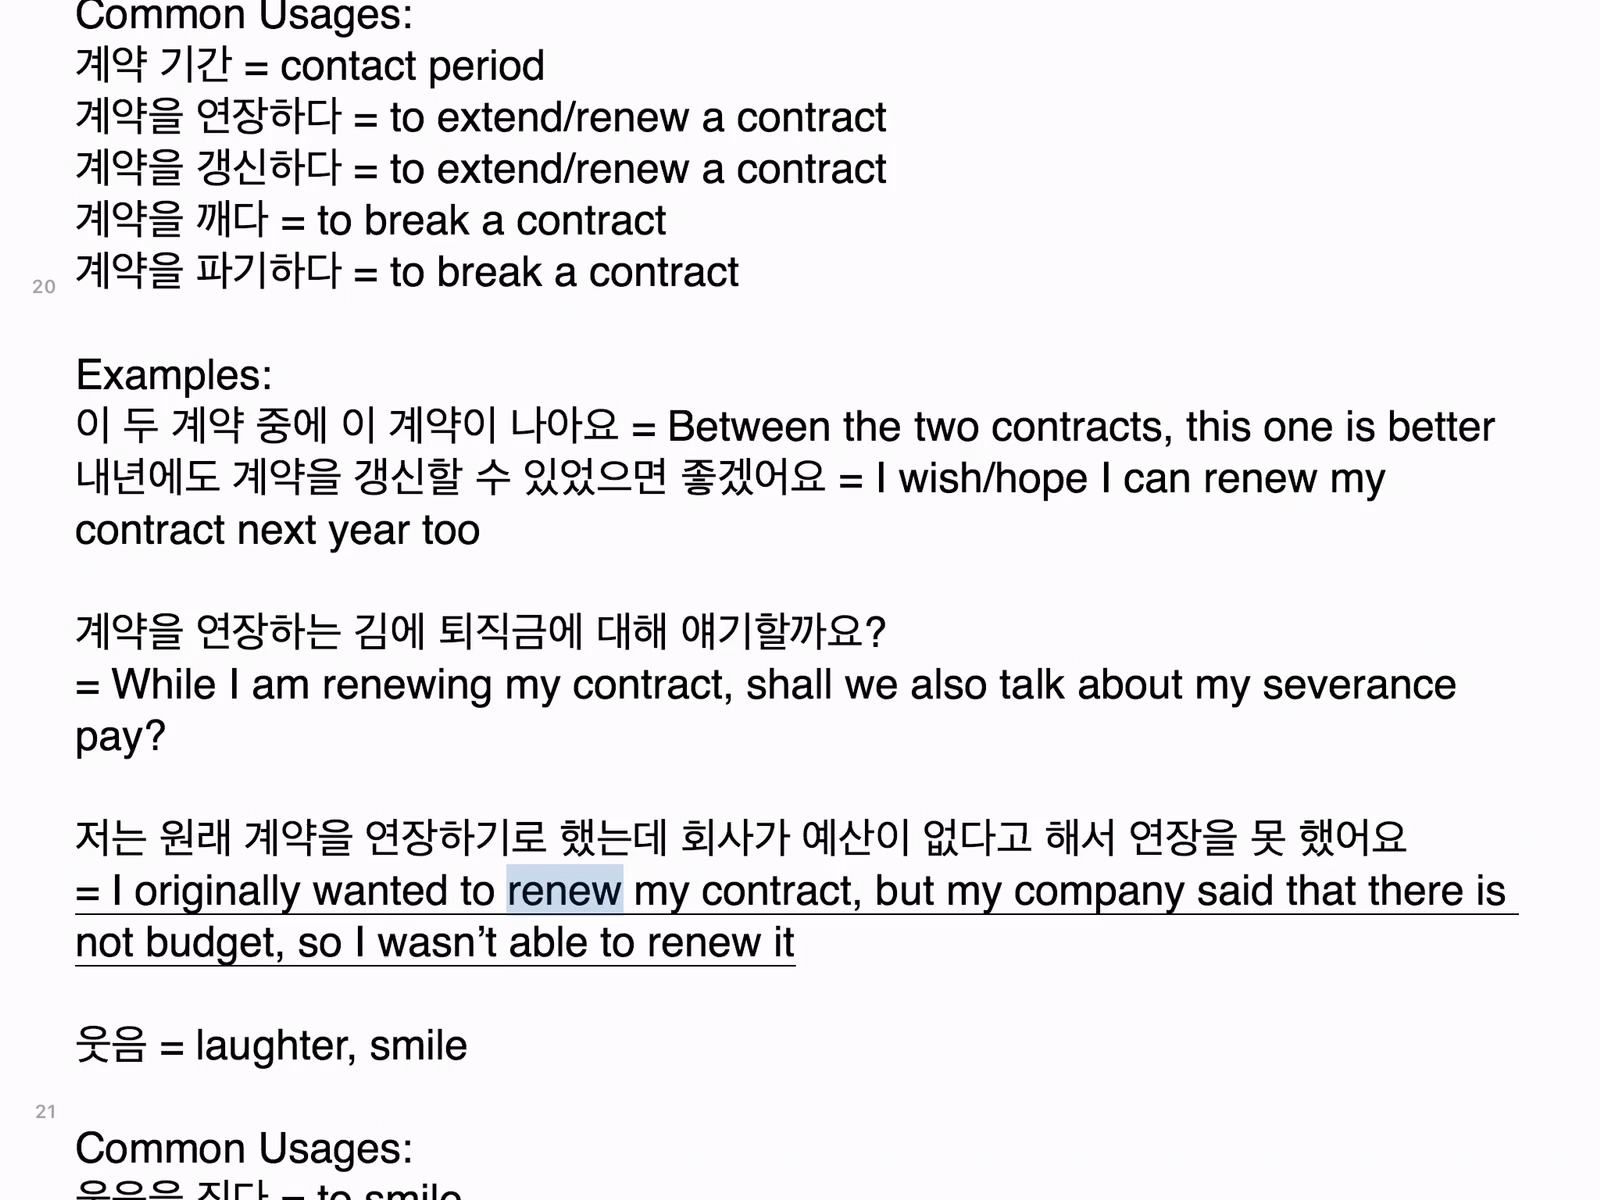 Common Usages:
계약 기간 = contact period
계약을 연장하다 = to extend/renew a contract
계약을 갱신하다 = to extend/renew a contract
계약을 깨다 = to break a contract
20 계약을 파기하다 = to break a contract
Examples:
이 두 계약 중에 이 계약이 나아요 = Between the two contracts, this one is better
내년에도 계약을 갱신할 수 있었으면 좋겠어요 = I wish/hope I can renew my
contract next year too
계약을 연장하는 김에 퇴직금에 대해 얘기할까요?
= While I am renewing my contract, shall we also talk about my severance
pay?
저는 원래 계약을 연장하기로 했는데 회사가 예산이 없다고 해서 연장을 못 했어요
= I originally wanted to renew my contract, but my company said that there is
not budget, so I wasn’t able to renew it
웃음 = laughter, smile
21
Common Usages:
웃음을 짓다 = to smile